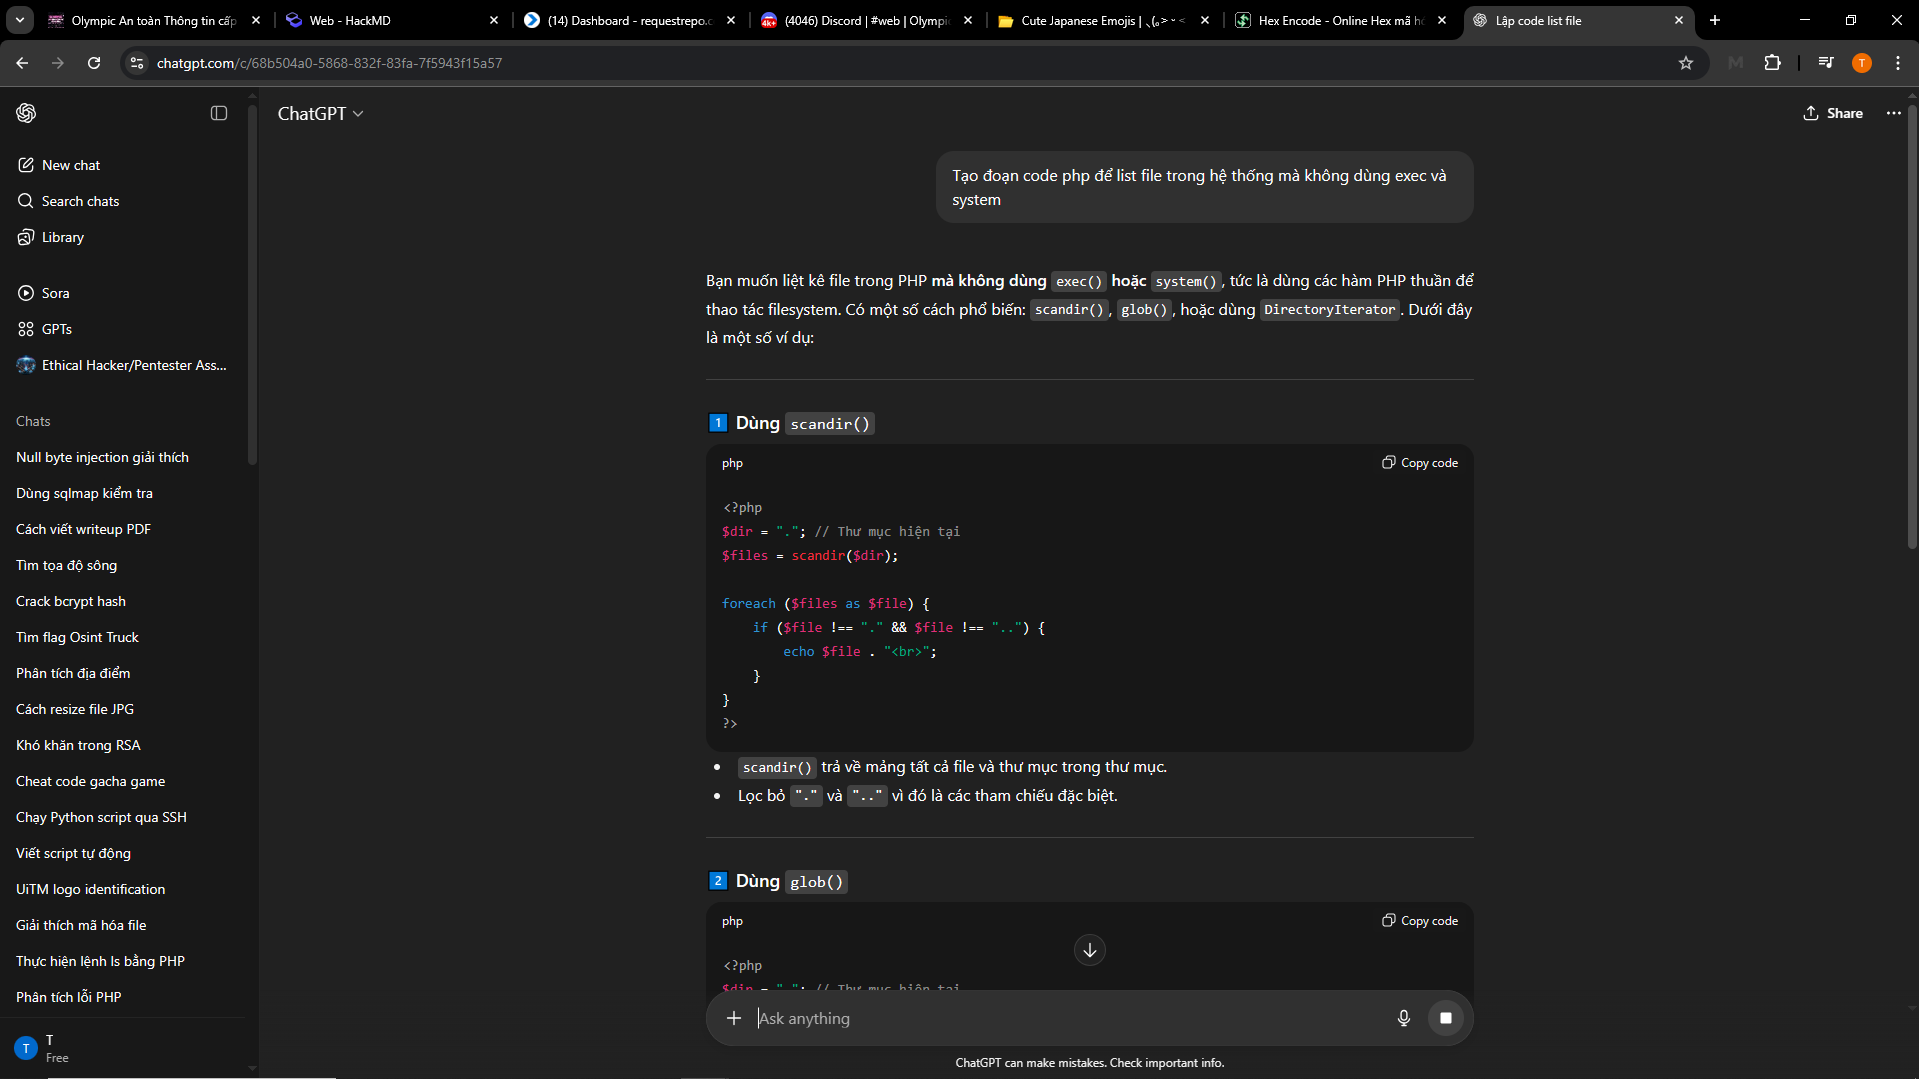 Olympic An toàn Thông tin cấp
Web - HackMD
(14) Dashboard - requestrepo.c
(4046) Discord | #web | Olympi
Cute Japanese Emojis |
Hex Encode - Online Hex mã h
Lập code list file
chatgpt.com/c/68b504a0-5868-832f-83fa-7f5943f15a57
T
ChatGPT
Share
New chat
Search chats
Library
Sora
GPTs
Ethical Hacker/Pentester Ass...
Chats
Null byte injection giải thích
Dùng sqlmap kiểm tra
Cách viết writeup PDF
Tìm tọa độ sông
Crack bcrypt hash
Tìm flag Osint Truck
Phân tích địa điểm
Cách resize file JPG
Khó khăn trong RSA
Cheat code gacha game
Chạy Python script qua SSH
Viết script tự động
UiTM logo identification
Giải thích mã hóa file
Thực hiện lệnh ls bằng PHP
Phân tích lỗi PHP
T
T
Free
Tạo đoạn code php để list file trong hệ thống mà không dùng exec và
system
Bạn muốn liệt kê file trong PHP mà không dùng exec() hoặc system(), tức là dùng các hàm PHP thuần để
thao tác filesystem. Có một số cách phổ biến: scandir(), glob(), hoặc dùng DirectoryIterator. Dưới đây
là một số ví dụ:
1 Dùng scandir()
php
Copy code
<?php
$dir = "."; // Thư mục hiện tại
$files = scandir($dir);
foreach ($files as $file) {
if ($file !== "." && $file !== "..") {
echo $file . "<br>";
}
}
?>
• scandir() trả về mảng tất cả file và thư mục trong thư mục.
• Lọc bỏ "." và ".." vì đó là các tham chiếu đặc biệt.
2 Dùng glob()
php
Copy code
<?php
$dir = "."; // Thư mục hiện tại
Ask anything
ChatGPT can make mistakes. Check important info.